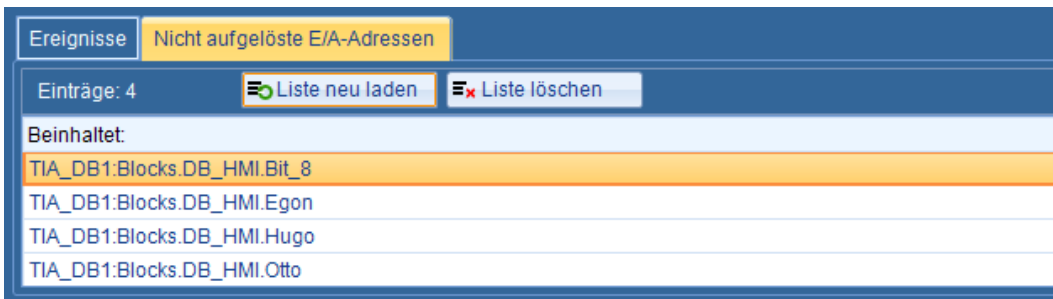 Ereignisse Nicht aufgelöste E/A-Adressen
Einträge: 4 Liste neu laden Liste löschen
Beinhaltet:
TIA_DB1:Blocks.DB_HMI.Bit_8
TIA_DB1:Blocks.DB_HMI.Egon
TIA_DB1:Blocks.DB_HMI.Hugo
TIA_DB1:Blocks.DB_HMI.Otto